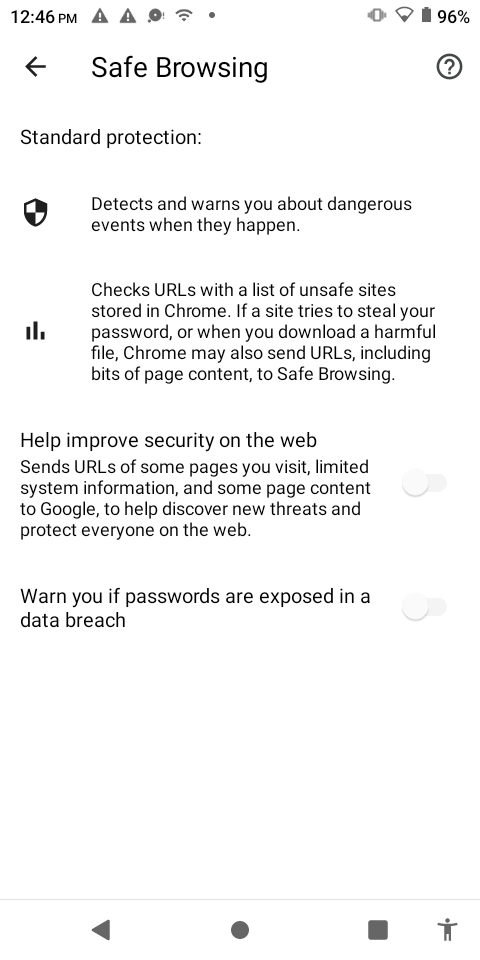 12:46 PM
96%
Safe Browsing
Standard protection:
Detects and warns you about dangerous
events when they happen.
Checks URLs with a list of unsafe sites
stored in Chrome. If a site tries to steal your
password, or when you download a harmful
file, Chrome may also send URLs, including
bits of page content, to Safe Browsing.
Help improve security on the web
Sends URLs of some pages you visit, limited
system information, and some page content
to Google, to help discover new threats and
protect everyone on the web.
Warn you if passwords are exposed in a
data breach